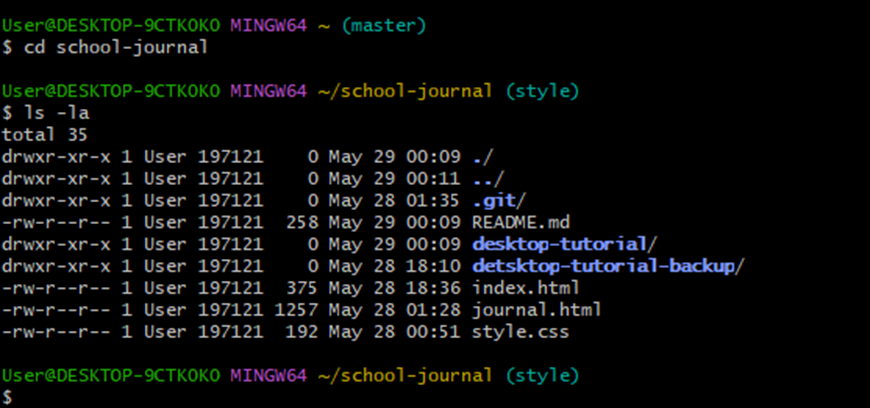 User@DESKTOP-9CTKOKO MINGW64 ~ (master)
$ cd school-journal
User@DESKTOP-9CTKOKO MINGW64 ~/school-journal (style)
$ ls -la
total 35
drwxr-xr-x 1 User 197121    0 May 29 00:09 ./
drwxr-xr-x 1 User 197121    0 May 29 00:11 ../
drwxr-xr-x 1 User 197121    0 May 28 01:35 .git/
-rw-r--r-- 1 User 197121  258 May 29 00:09 README.md
drwxr-xr-x 1 User 197121    0 May 29 00:09 desktop-tutorial/
drwxr-xr-x 1 User 197121    0 May 28 18:10 detsktop-tutorial-backup/
-rw-r--r-- 1 User 197121  375 May 28 18:36 index.html
-rw-r--r-- 1 User 197121 1257 May 28 01:28 journal.html
-rw-r--r-- 1 User 197121  192 May 28 00:51 style.css
User@DESKTOP-9CTKOKO MINGW64 ~/school-journal (style)
$